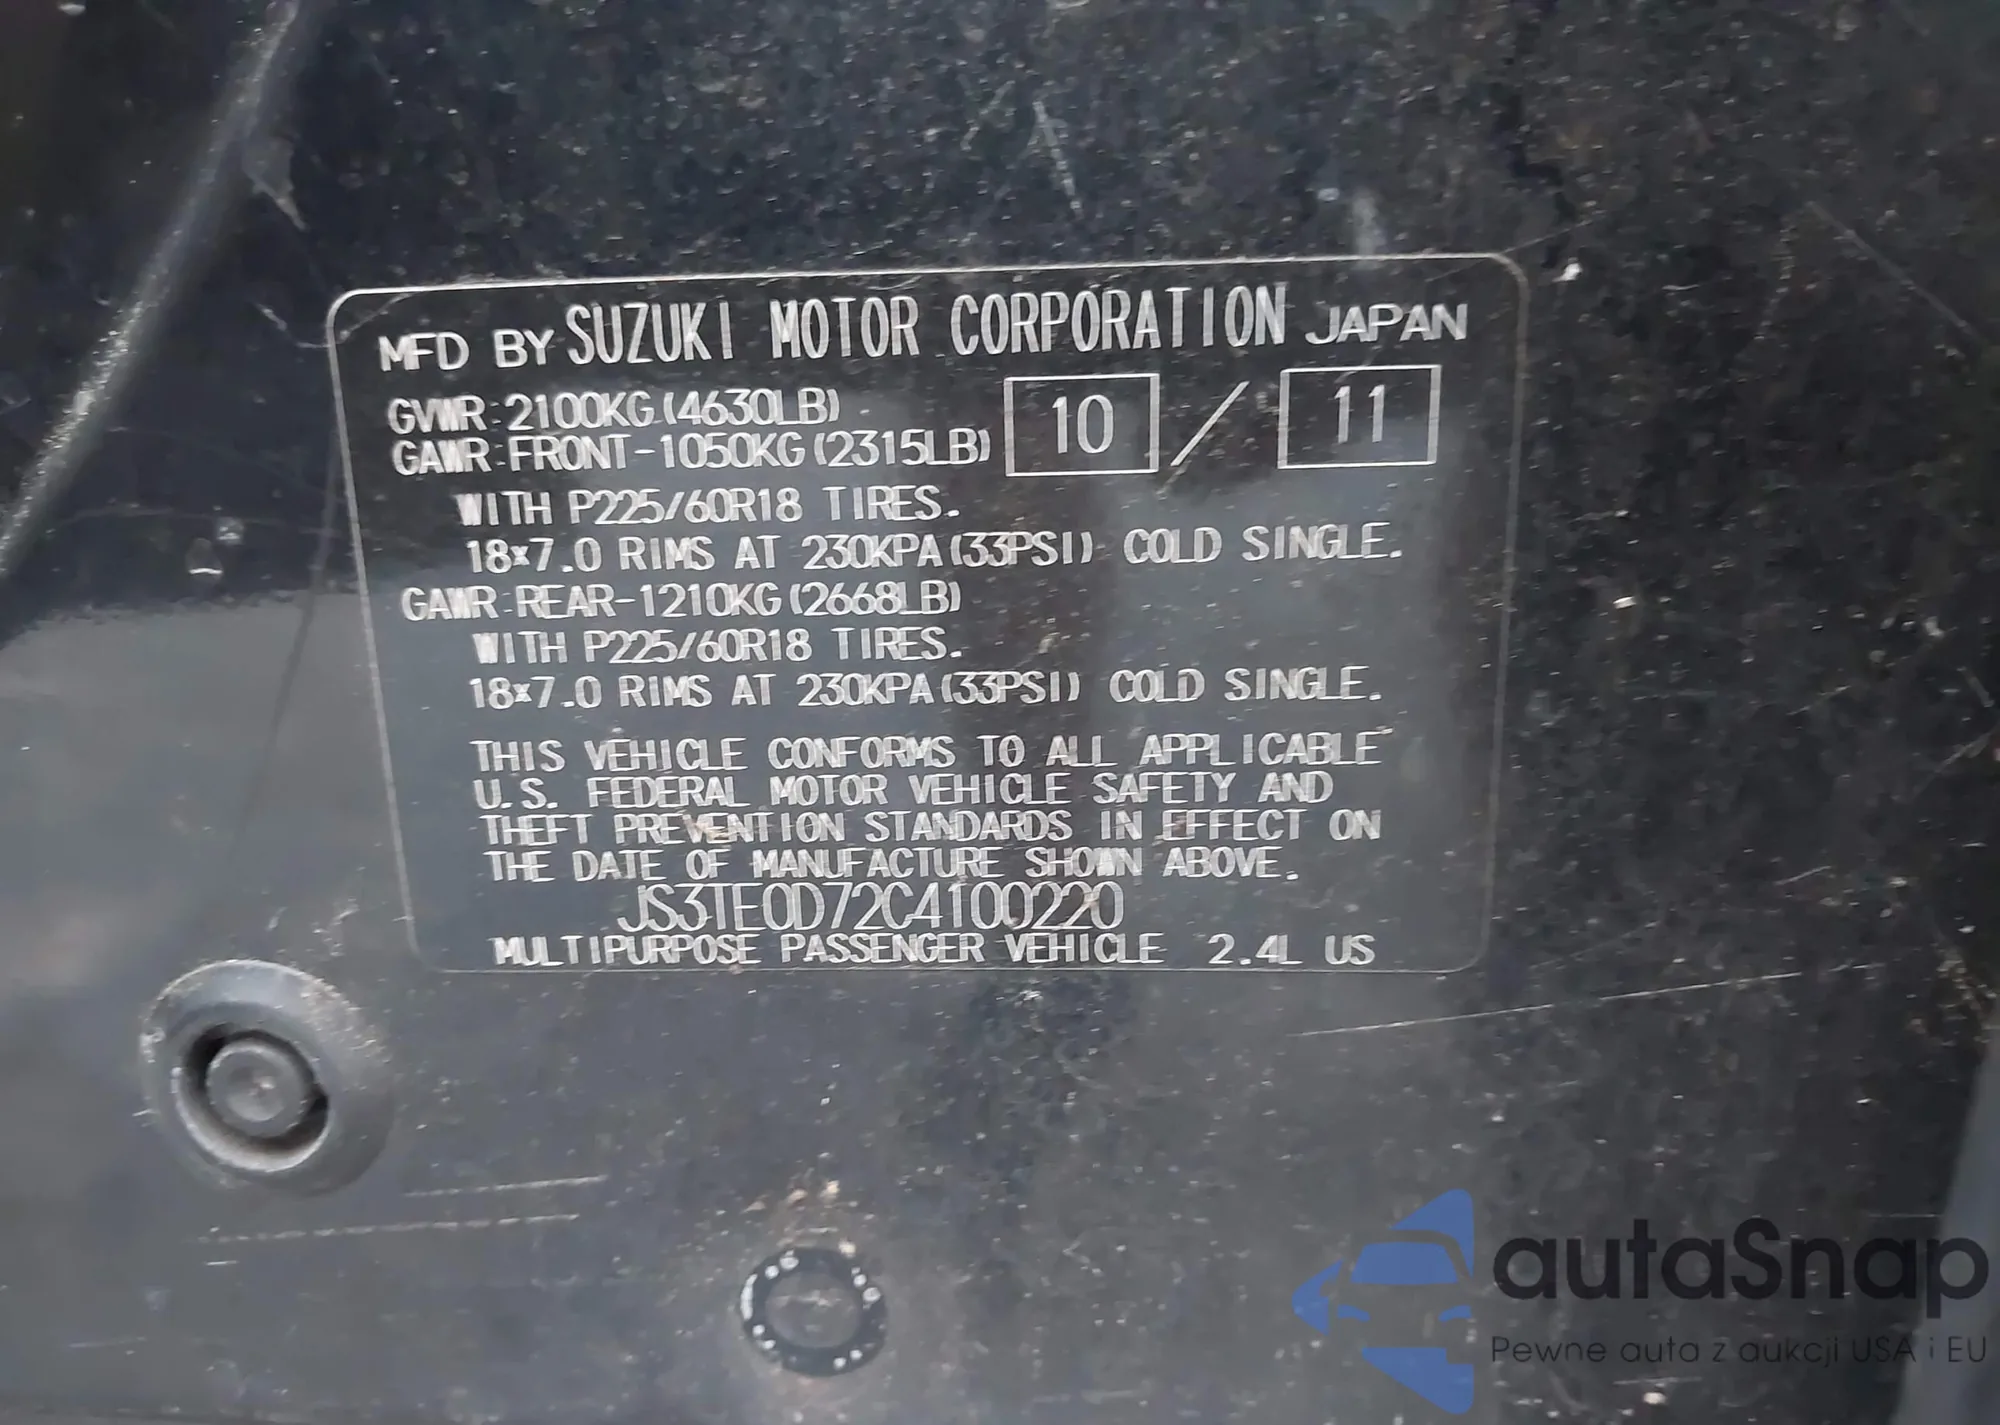 MFD BY SUZUKI MOTOR CORPORATION JAPAN
GVWR:2100KG(4630LB) 10 / 11
GAWR:FRONT-1050KG(2315LB)
WITH P225/60R18 TIRES.
18x7.0 RIMS AT 230KPA(33PSI) COLD SINGLE.
GAWR:REAR-1210KG(2668LB)
WITH P225/60R18 TIRES.
18x7.0 RIMS AT 230KPA(33PSI) COLD SINGLE.
THIS VEHICLE CONFORMS TO ALL APPLICABLE
U.S. FEDERAL MOTOR VEHICLE SAFETY AND
THEFT PREVENTION STANDARDS IN EFFECT ON
THE DATE OF MANUFACTURE SHOWN ABOVE.
JS3TE0D72C4100220
MULTIPURPOSE PASSENGER VEHICLE 2.4L US
autaSnap
Pewne auta z aukcji USA i EU